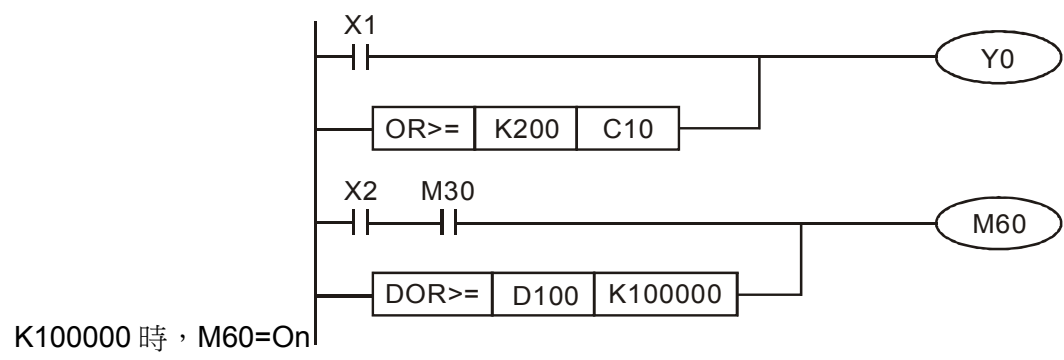 X1
Y0
OR>= K200 C10
X2 M30
M60
DOR>= D100 K100000
K100000 時，M60=On